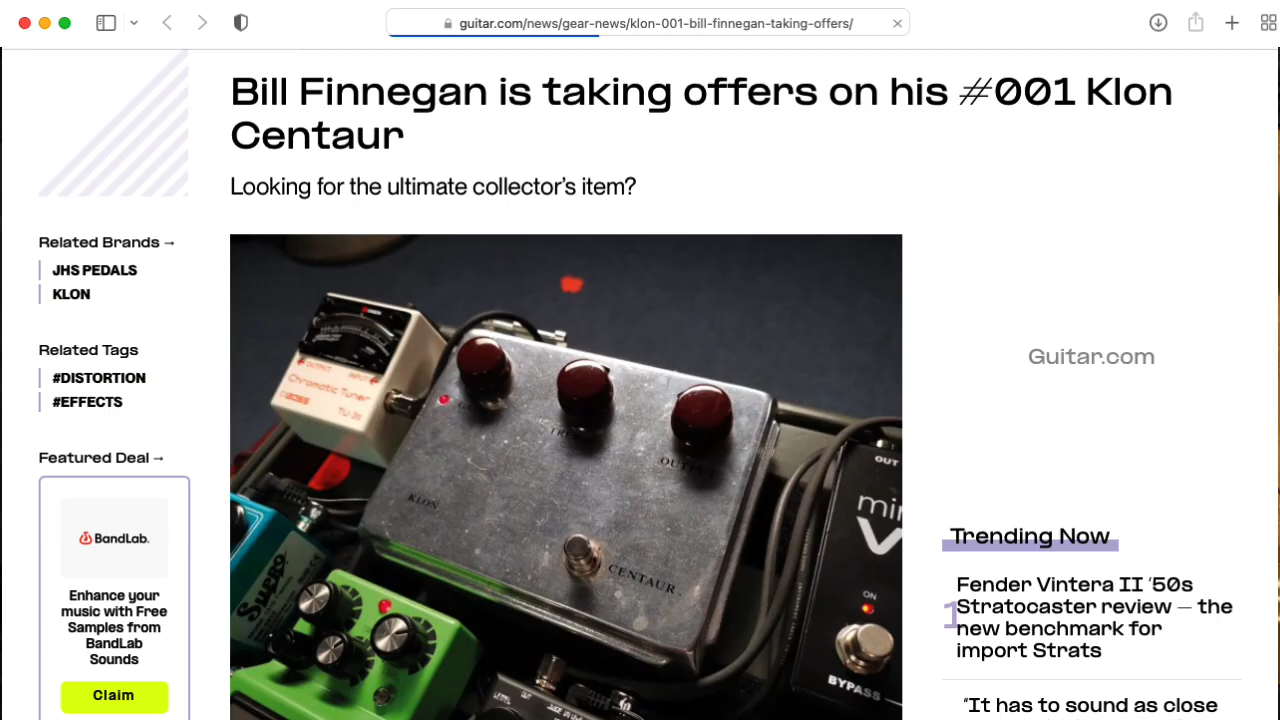 guitar.com/news/gear-news/klon-001-bill-finnegan-taking-offers/
Bill Finnegan is taking offers on his #001 Klon
Centaur
Looking for the ultimate collector's item?
Related Brands →
JHS PEDALS
KLON
Related Tags
#DISTORTION
#EFFECTS
Featured Deal →
BandLab.
Enhance your
music with Free
Samples from
BandLab
Sounds
Claim
OUTPUT
INPUT
Chromatic Tuner
BOSS
TU-3S
KLON
CENTAUR.
Supro
OUT
ON
BYPASS
Guitar.com
Trending Now
1
Fender Vintera II '50s
Stratocaster review – the
new benchmark for
import Strats
"It has to sound as close